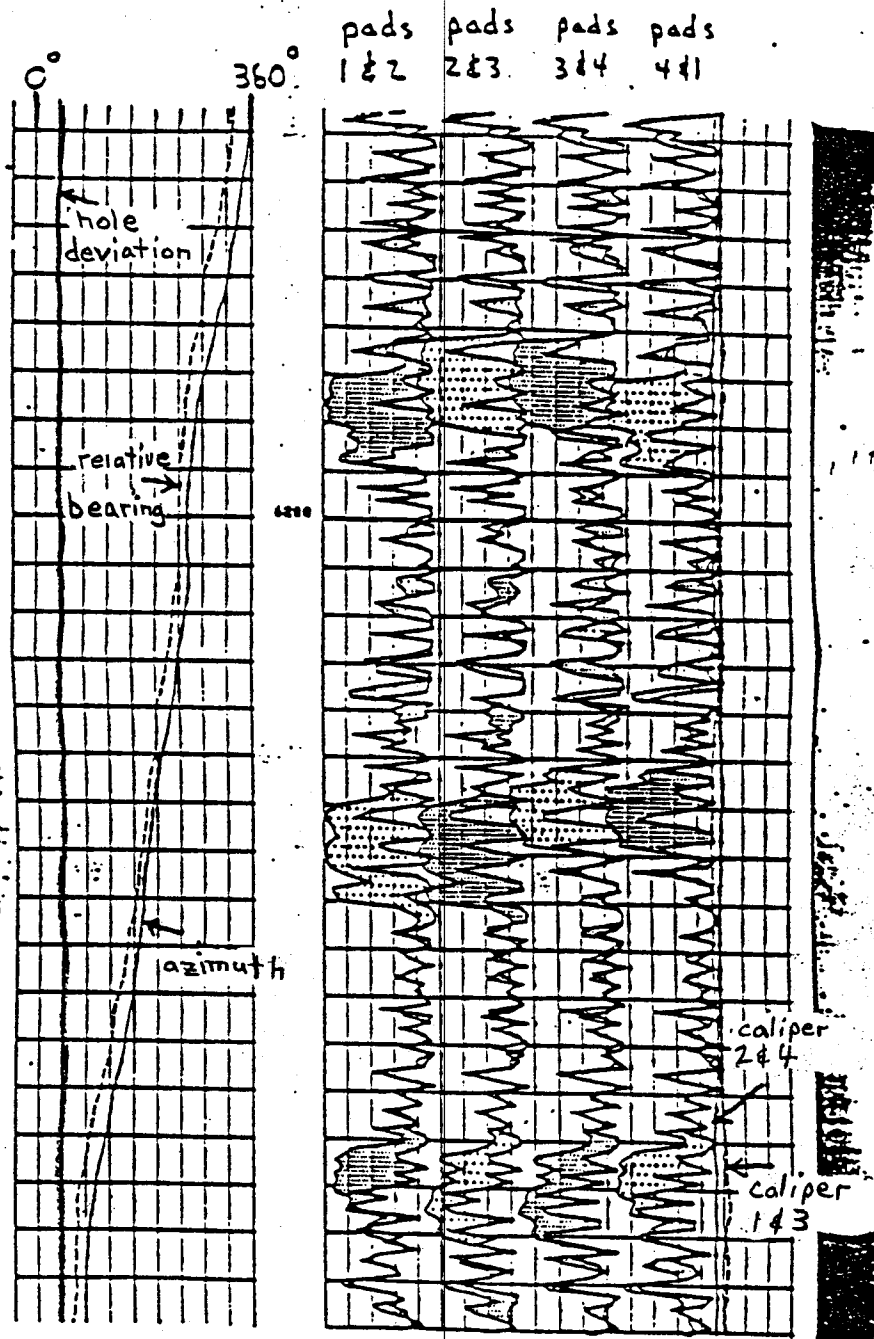 pads pads pads pads
0° 360° 1 & 2 2 & 3 3 & 4 4 & 1
hole
deviation
relative
bearing
azimuth
caliper
2 & 4
caliper
1 & 3